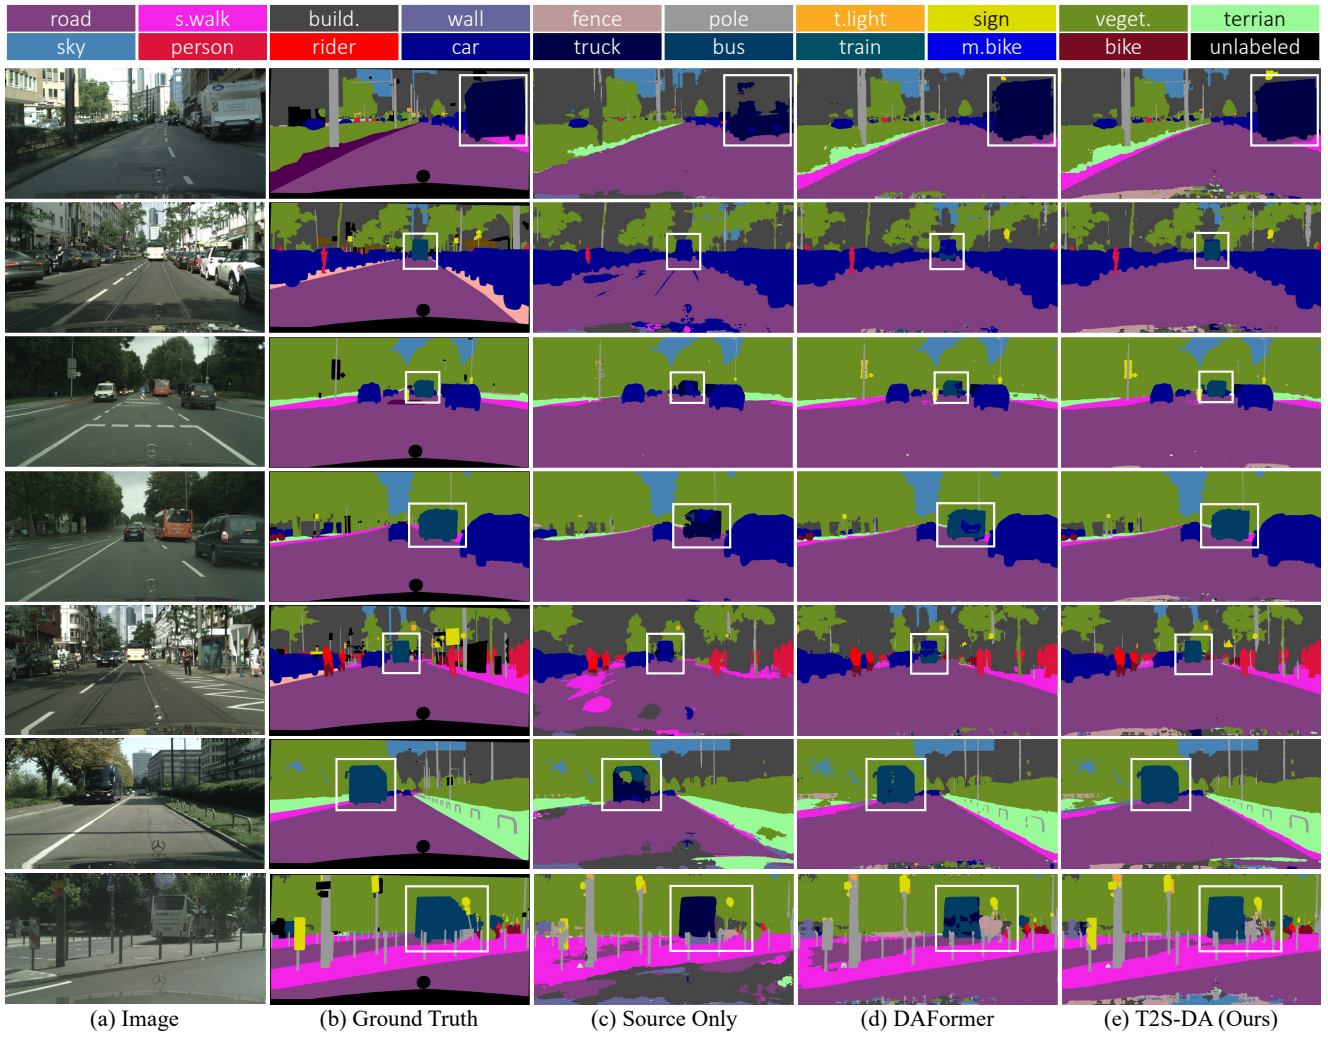 road s.walk build. wall fence pole t.light sign veget. terrian
sky person rider car truck bus train m.bike bike unlabeled
(a) Image (b) Ground Truth (c) Source Only (d) DAFormer (e) T2S-DA (Ours)